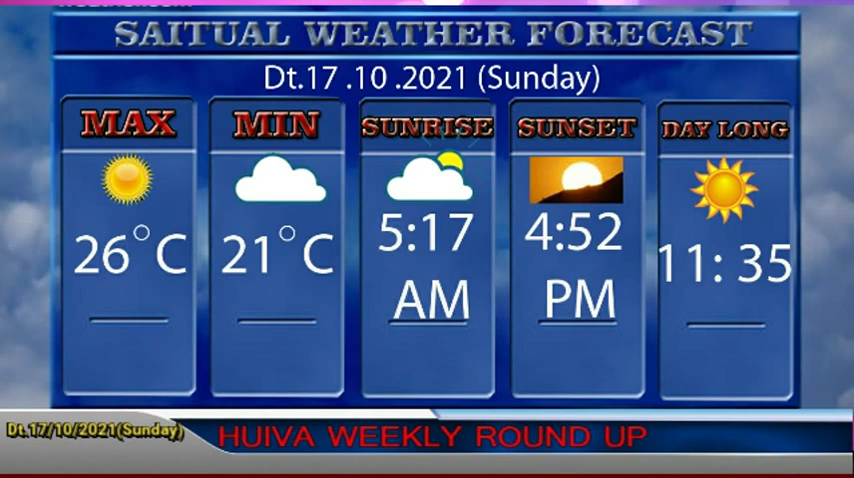 SAITUAL WEATHER FORECAST
Dt.17 .10 .2021 (Sunday)
MAX
26°C
MIN
21°C
SUNRISE
5:17
AM
SUNSET
4:52
PM
DAY LONG
11: 35
Dt.17/10/2021(Sunday)
HUIVA WEEKLY ROUND UP